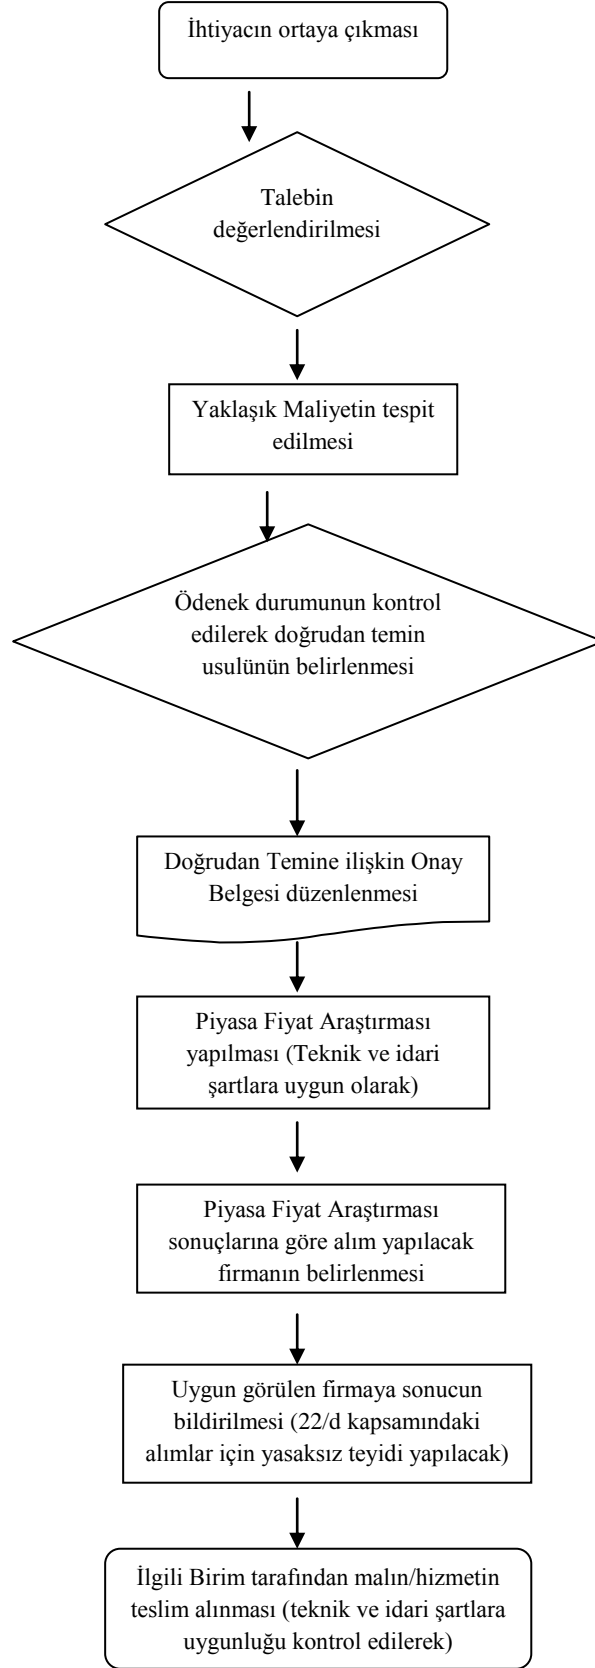 İhtiyacın ortaya çıkması
Talebin
değerlendirilmesi
Yaklaşık Maliyetin tespit
edilmesi
Ödenek durumunun kontrol
edilerek doğrudan temin
usulünün belirlenmesi
Doğrudan Temine ilişkin Onay
Belgesi düzenlenmesi
Piyasa Fiyat Araştırması
yapılması (Teknik ve idari
şartlara uygun olarak)
Piyasa Fiyat Araştırması
sonuçlarına göre alım yapılacak
firmanın belirlenmesi
Uygun görülen firmaya sonucun
bildirilmesi (22/d kapsamındaki
alımlar için yasaksız teyidi yapılacak)
İlgili Birim tarafından malın/hizmetin
teslim alınması (teknik ve idari şartlara
uygunluğu kontrol edilerek)